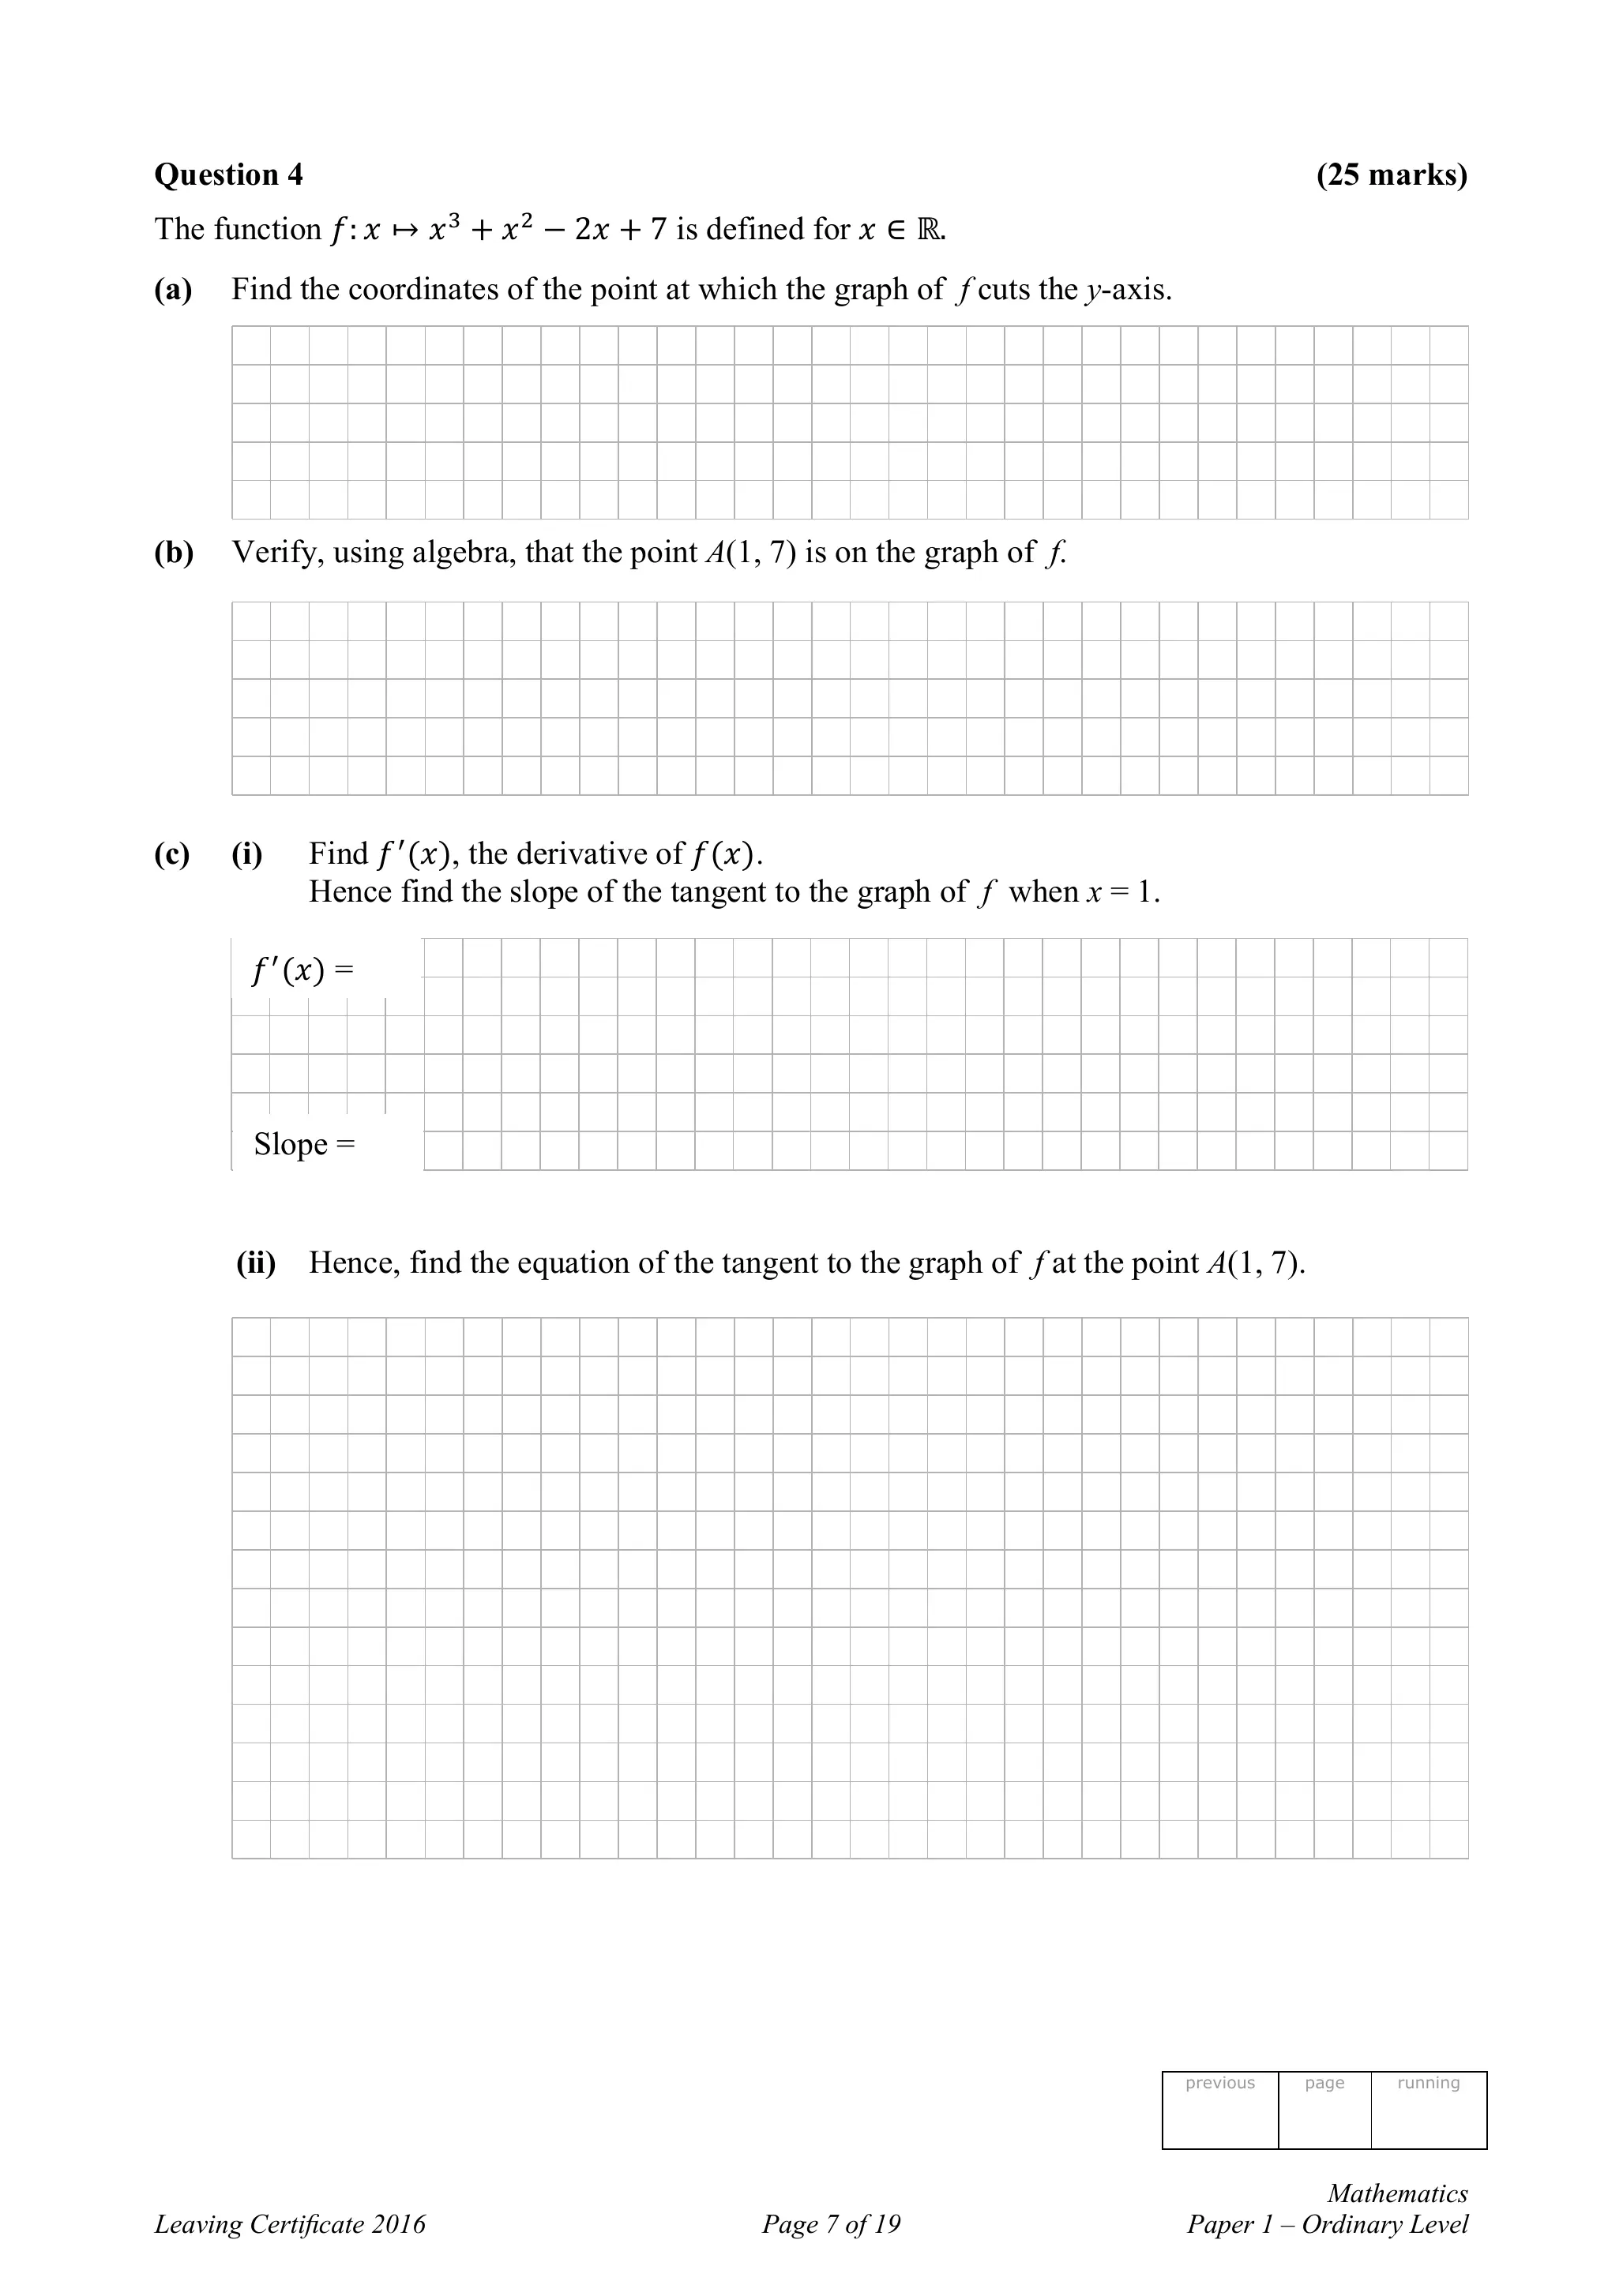 Question 4 (25 marks)
The function 𝑓: 𝑥 ↦ 𝑥³ + 𝑥² − 2𝑥 + 7 is defined for 𝑥 ∈ ℝ.
(a) Find the coordinates of the point at which the graph of f cuts the y-axis.
(b) Verify, using algebra, that the point A(1, 7) is on the graph of f.
(c) (i) Find 𝑓′(𝑥), the derivative of 𝑓(𝑥).
Hence find the slope of the tangent to the graph of f when x = 1.
𝑓′(𝑥) =
Slope =
(ii) Hence, find the equation of the tangent to the graph of f at the point A(1, 7).
previous page running
Mathematics
Leaving Certificate 2016 Page 7 of 19 Paper 1 – Ordinary Level